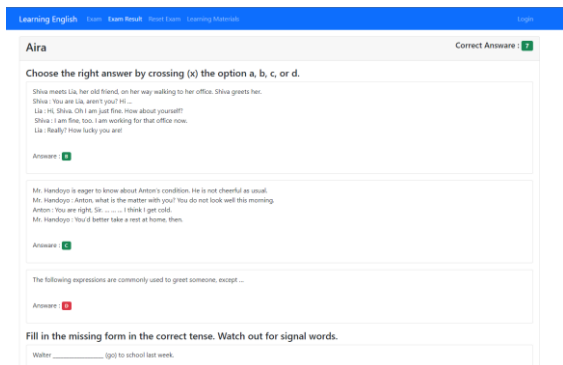 Learning English Exam Exam Result Reset Exam Learning Materials Login
Aira Correct Answare : 7
Choose the right answer by crossing (x) the option a, b, c, or d.
Shiva meets Lia, her old friend, on her way walking to her office. Shiva greets her.
Shiva : You are Lia, aren't you? Hi ...
Lia : Hi, Shiva. Oh I am just fine. How about yourself?
Shiva : I am fine, too. I am working for that office now.
Lia : Really? How lucky you are!
Answare : B
Mr. Handoyo is eager to know about Anton's condition. He is not cheerful as usual.
Mr. Handoyo : Anton, what is the matter with you? You do not look well this morning.
Anton : You are right, Sir. ... ... ... I think I get cold.
Mr. Handoyo : You'd better take a rest at home, then.
Answare : C
The following expressions are commonly used to greet someone, except ...
Answare : D
Fill in the missing form in the correct tense. Watch out for signal words.
Walter ________________ (go) to school last week.